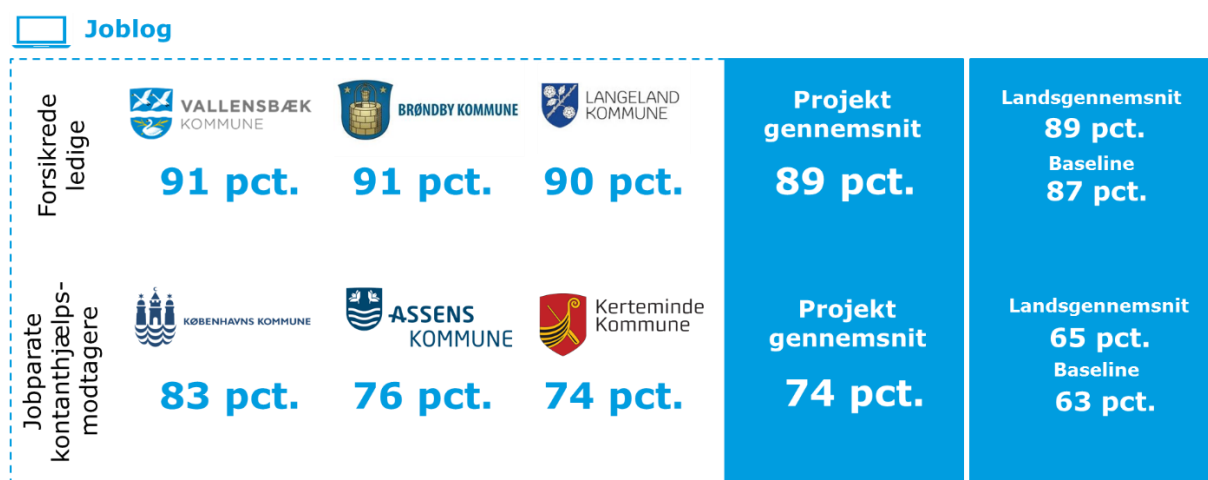 Joblog
Forsikrede
ledige
VALLENSBÆK
KOMMUNE
91 pct.
BRØNDBY KOMMUNE
91 pct.
LANGELAND
KOMMUNE
90 pct.
Projekt
gennemsnit
89 pct.
Landsgennemsnit
89 pct.
Baseline
87 pct.
Jobparate
kontanthjælps-
modtagere
KØBENHAVNS KOMMUNE
83 pct.
ASSENS
KOMMUNE
76 pct.
Kerteminde
Kommune
74 pct.
Projekt
gennemsnit
74 pct.
Landsgennemsnit
65 pct.
Baseline
63 pct.